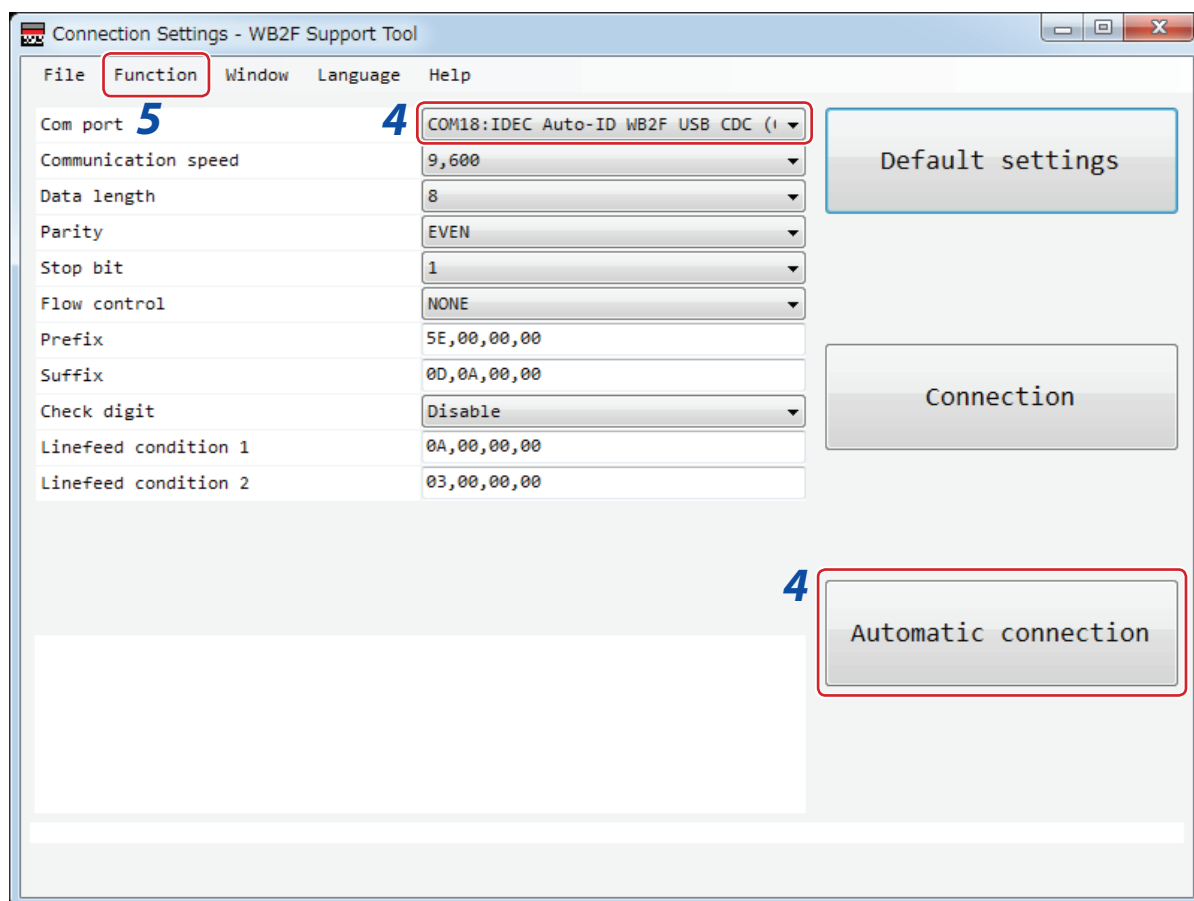 Connection Settings - WB2F Support Tool
File Function Window Language Help
Com port 5 4 COM18:IDEC Auto-ID WB2F USB CDC (
Default settings
Communication speed 9,600
Data length 8
Parity EVEN
Stop bit 1
Flow control NONE
Prefix 5E,00,00,00
Suffix 0D,0A,00,00
Connection
Check digit Disable
Linefeed condition 1 0A,00,00,00
Linefeed condition 2 03,00,00,00
4
Automatic connection